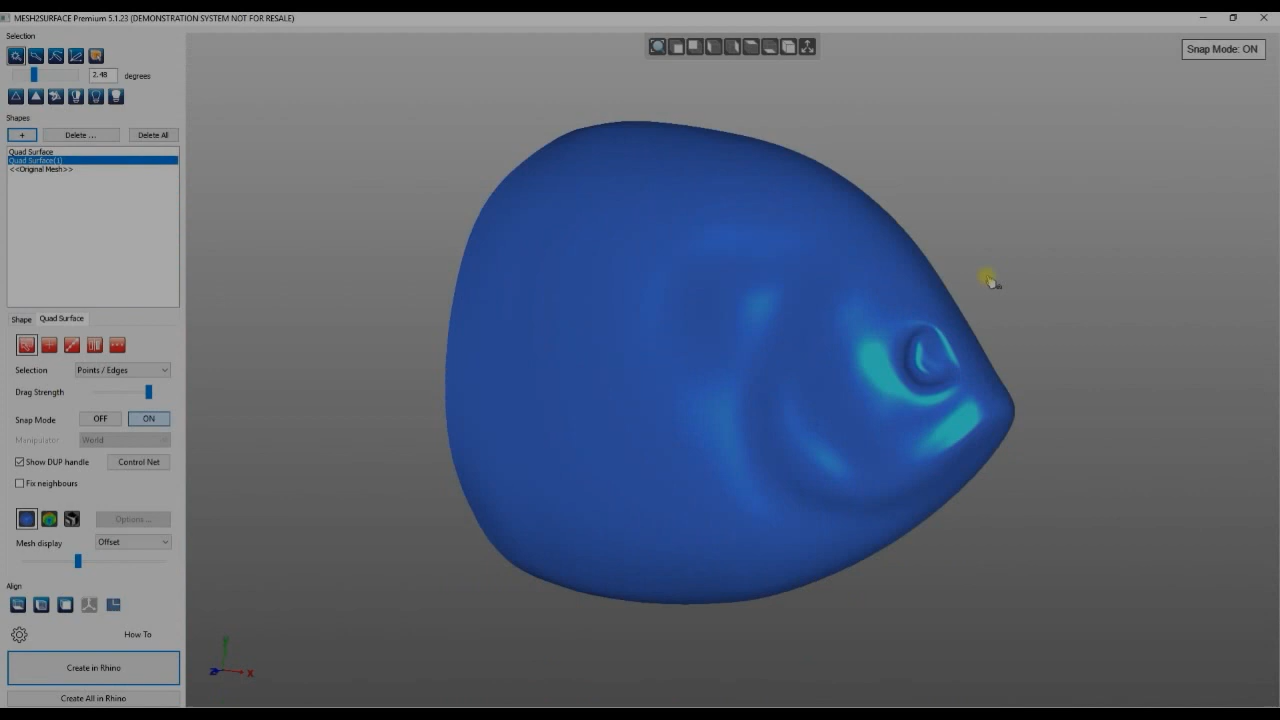 MESH2SURFACE Premium 5.1.23 (DEMONSTRATION SYSTEM NOT FOR RESALE)
Snap Mode: ON
Selection
2.48 degrees
Shapes
+ Delete ... Delete All
Quad Surface
Quad Surface(1)
<<Original Mesh>>
Shape Quad Surface
Selection Points / Edges
Drag Strength
Snap Mode OFF ON
Manipulator World
Show DUP handle Control Net
Fix neighbours
Options ...
Mesh display Offset
Align
How To
Create in Rhino
Create All in Rhino
Y
Z X